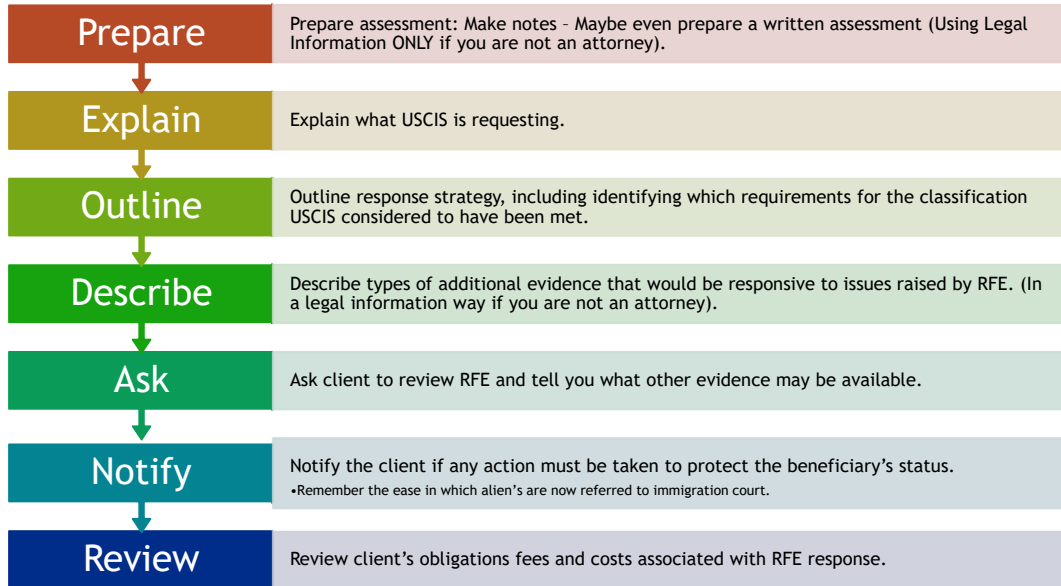 Prepare
Prepare assessment: Make notes – Maybe even prepare a written assessment (Using Legal
Information ONLY if you are not an attorney).
Explain
Explain what USCIS is requesting.
Outline
Outline response strategy, including identifying which requirements for the classification
USCIS considered to have been met.
Describe
Describe types of additional evidence that would be responsive to issues raised by RFE. (In
a legal information way if you are not an attorney).
Ask
Ask client to review RFE and tell you what other evidence may be available.
Notify
Notify the client if any action must be taken to protect the beneficiary’s status.
•Remember the ease in which alien’s are now referred to immigration court.
Review
Review client’s obligations fees and costs associated with RFE response.